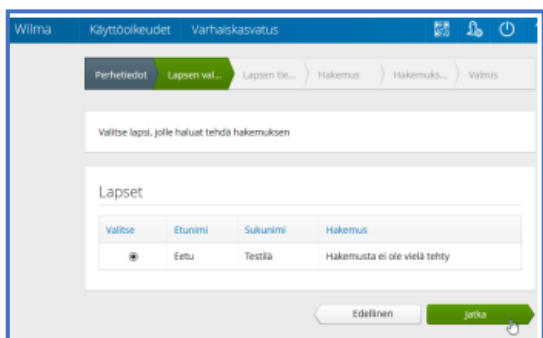 Wilma Käyttöoikeudet Varhaiskasvatus
Perhetiedot Lapsen val... Lapsen tie... Hakemus Hakemuks... Valmis
Valitse lapsi, jolle haluat tehdä hakemuksen
Lapset
Valitse Etunimi Sukunimi Hakemus
Eetu Testilä Hakemusta ei ole vielä tehty
Edellinen Jatka